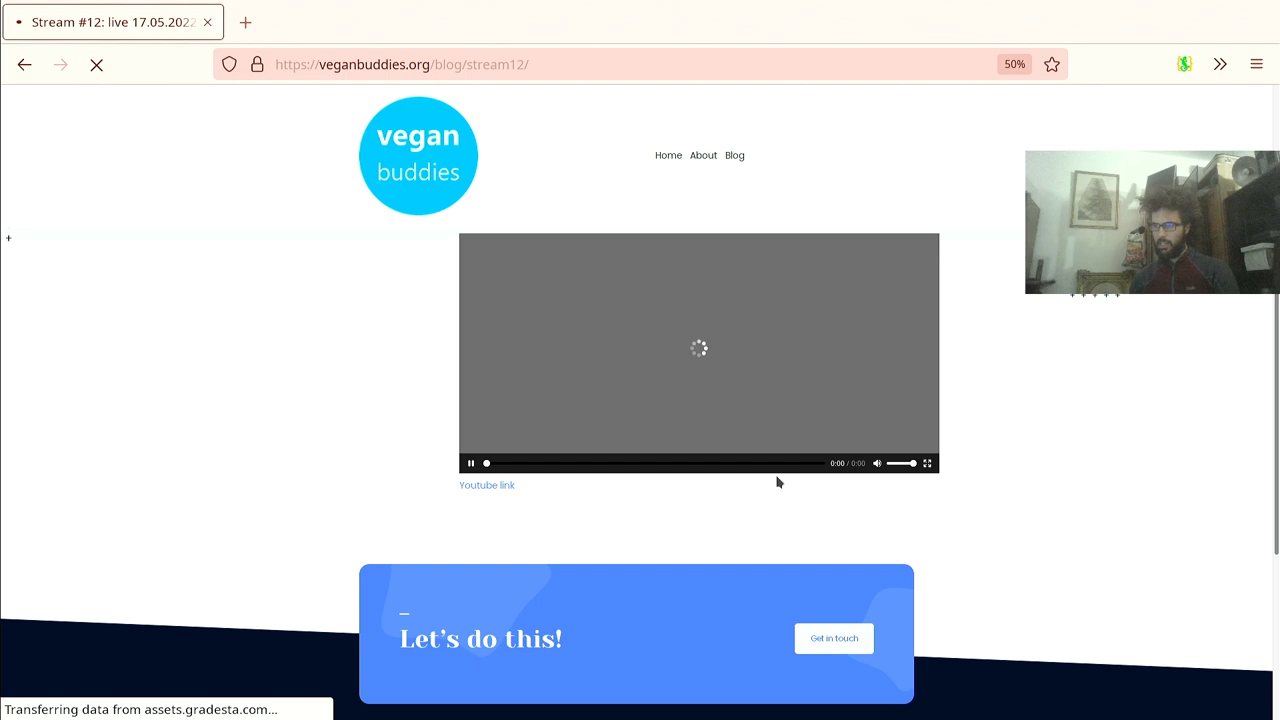 Stream #12: live 17.05.2022
https://veganbuddies.org/blog/stream12/
50%
vegan
buddies
Home About Blog
0:00 / 0:00
Youtube link
Let's do this!
Get in touch
Transferring data from assets.gradesta.com...